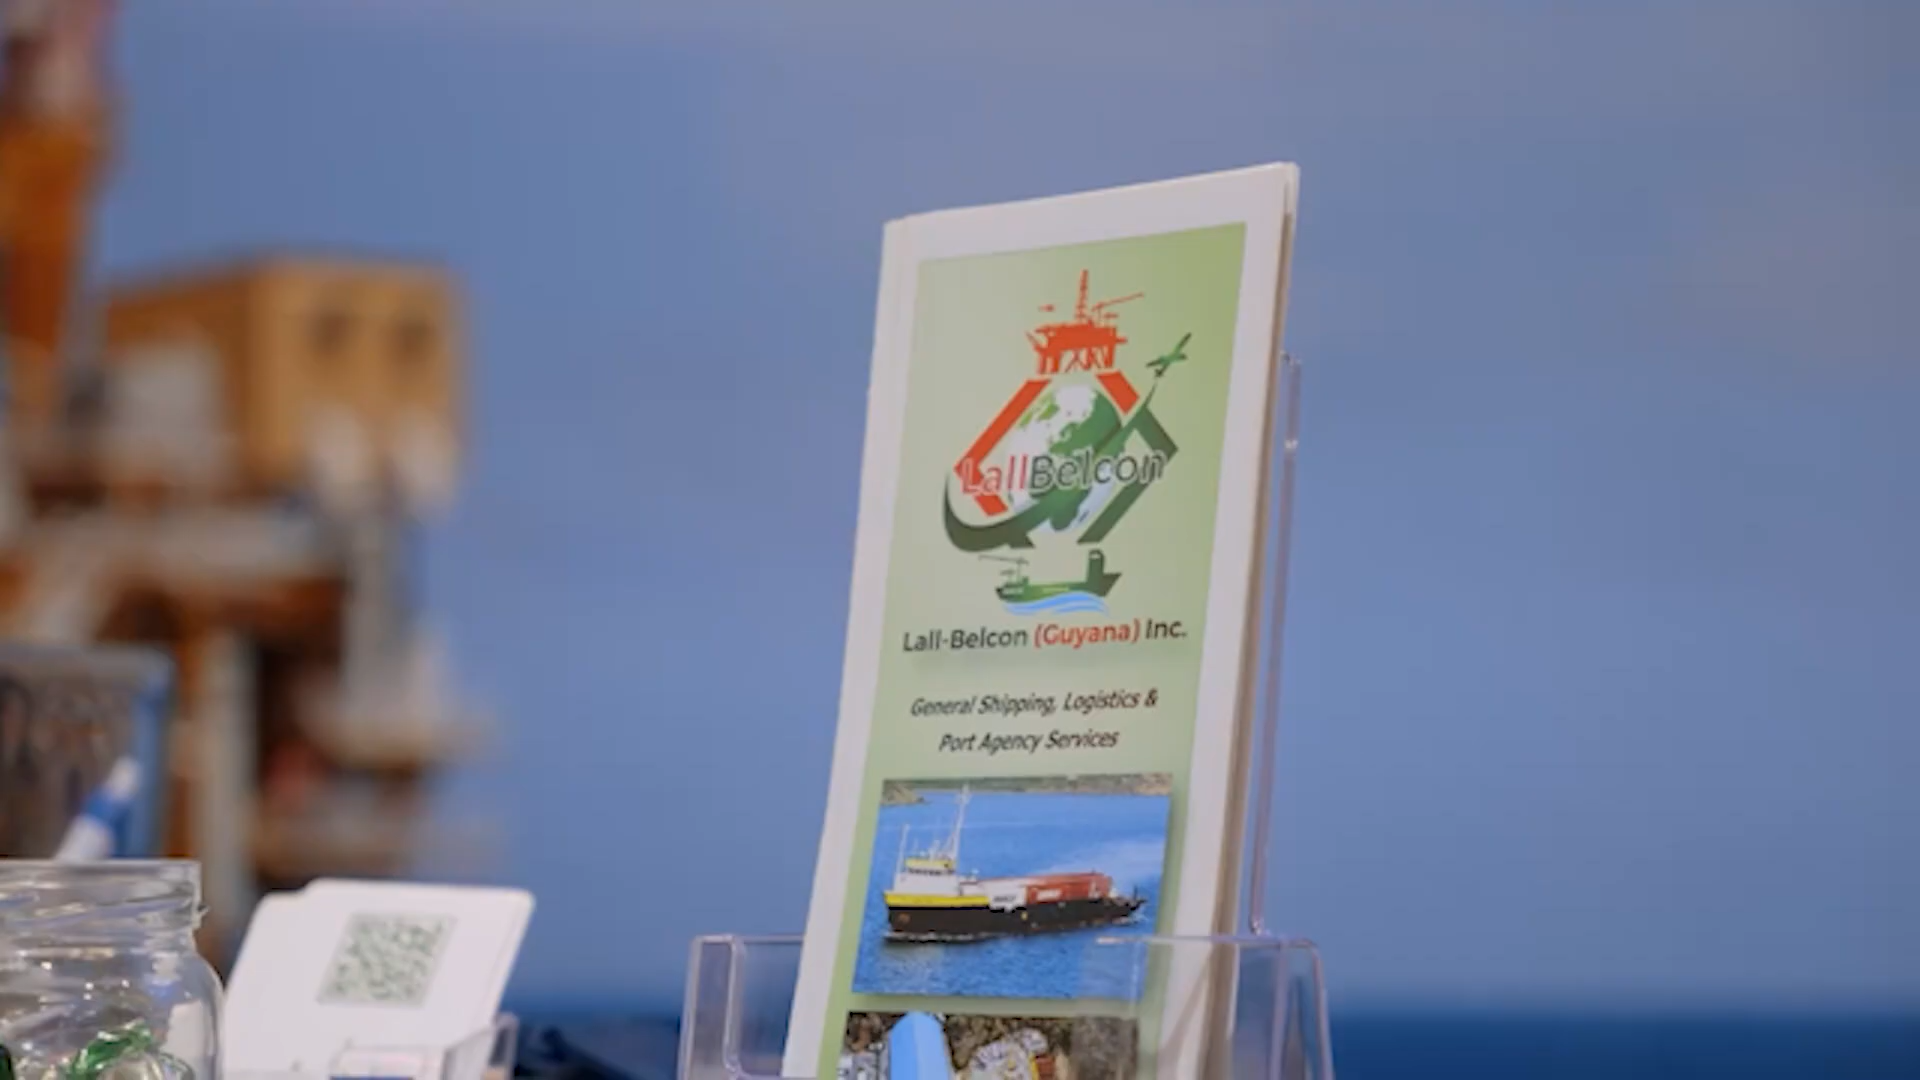 LallBelcon
Lall-Belcon (Guyana) Inc.
General Shipping, Logistics &
Port Agency Services